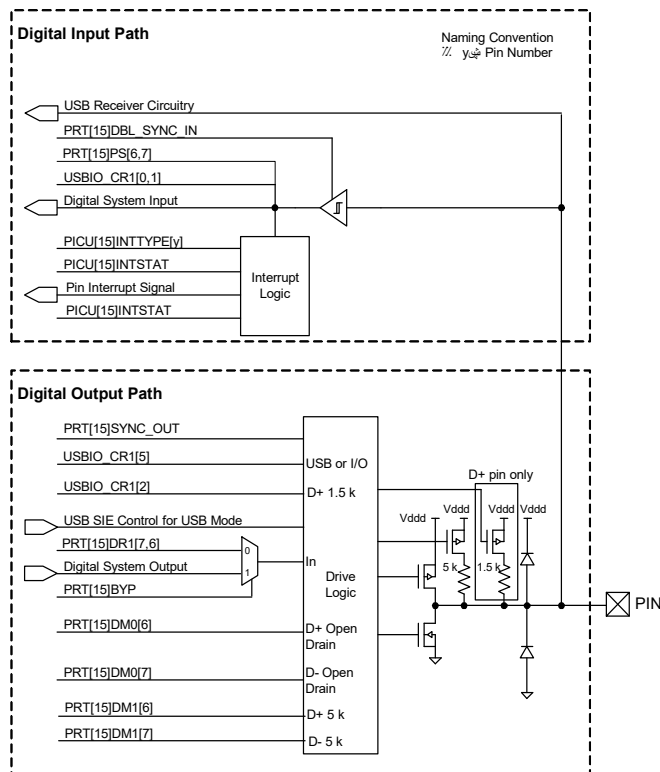 Digital Input Path
Naming Convention
Pin Number
USB Receiver Circuitry
PRT[15]DBL_SYNC_IN
PRT[15]PS[6,7]
USBIO_CR1[0,1]
Digital System Input
PICU[15]INTTYPE[y]
PICU[15]INTSTAT
Interrupt
Logic
Pin Interrupt Signal
PICU[15]INTSTAT
Digital Output Path
PRT[15]SYNC_OUT
USBIO_CR1[5]
USB or I/O
D+ pin only
USBIO_CR1[2]
D+ 1.5 k
Vddd
Vddd
Vddd
Vddd
USB SIE Control for USB Mode
PRT[15]DR1[7,6]
0
Digital System Output
1
In
5 k
1.5 k
Drive
Logic
PRT[15]BYP
PIN
PRT[15]DM0[6]
D+ Open
Drain
PRT[15]DM0[7]
D- Open
Drain
PRT[15]DM1[6]
D+ 5 k
PRT[15]DM1[7]
D- 5 k